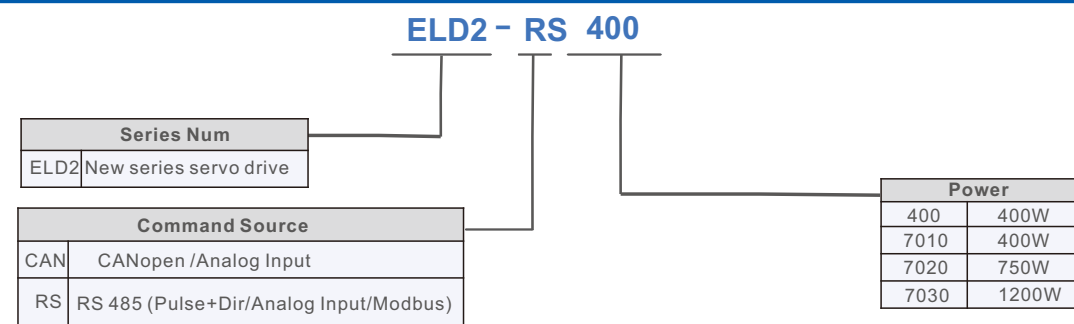 ELD2 - RS 400
Series Num
ELD2 New series servo drive
Command Source
CAN CANopen /Analog Input
RS RS 485 (Pulse+Dir/Analog Input/Modbus)
Power
400 400W
7010 400W
7020 750W
7030 1200W